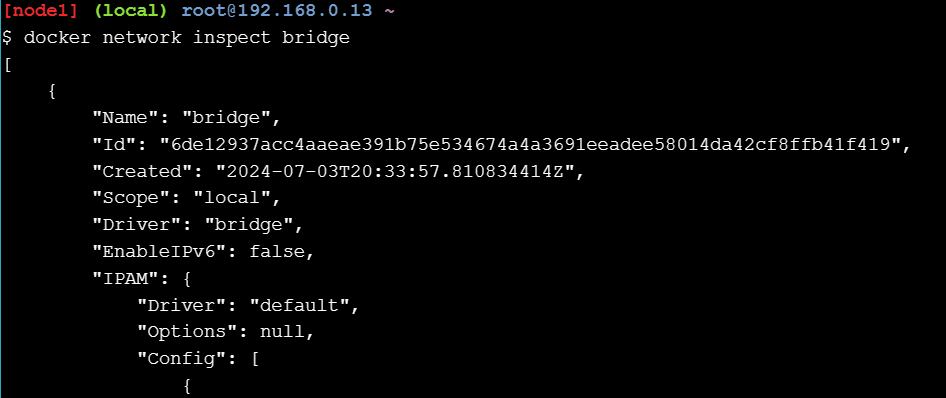 [node1] (local) root@192.168.0.13 ~
$ docker network inspect bridge
[
    {
        "Name": "bridge",
        "Id": "6de12937acc4aaeae391b75e534674a4a3691eeadee58014da42cf8ffb41f419",
        "Created": "2024-07-03T20:33:57.810834414Z",
        "Scope": "local",
        "Driver": "bridge",
        "EnableIPv6": false,
        "IPAM": {
            "Driver": "default",
            "Options": null,
            "Config": [
                {